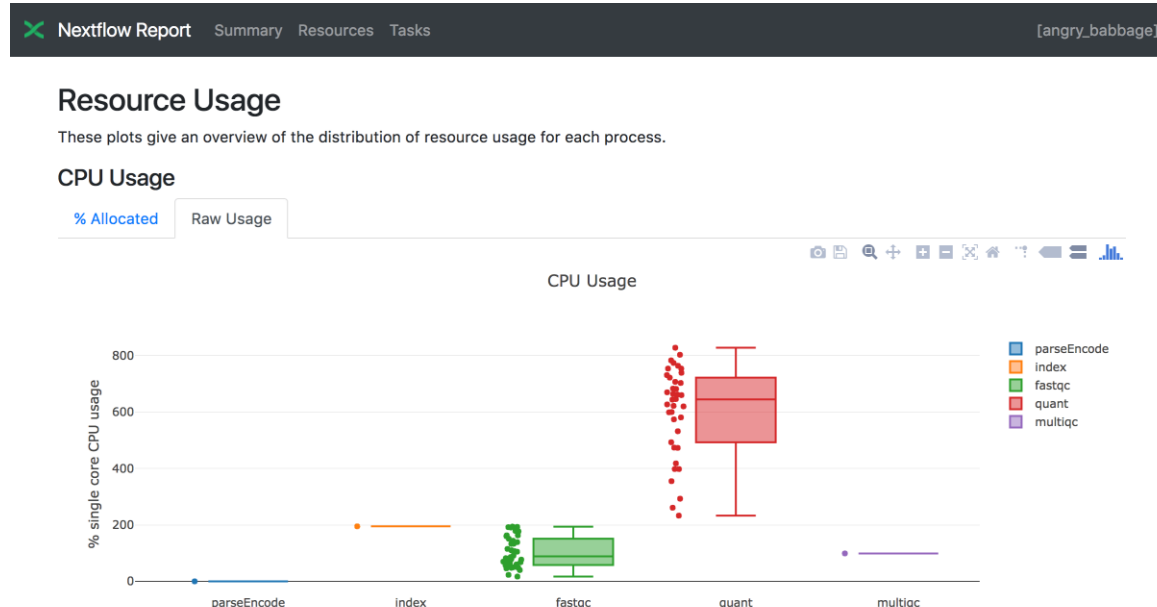 Nextflow Report Summary Resources Tasks [angry_babbage]
Resource Usage
These plots give an overview of the distribution of resource usage for each process.
CPU Usage
% Allocated Raw Usage
CPU Usage
% single core CPU usage
800
600
400
200
0
parseEncode
index
fastqc
quant
multiqc
parseEncode index fastqc quant multiqc